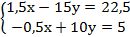 1,5x − 15y = 22,5
−0,5x + 10y = 5